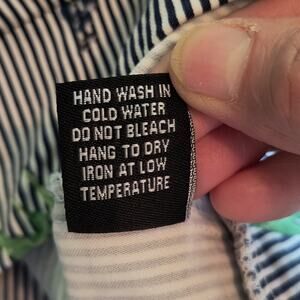 HAND WASH IN
COLD WATER
DO NOT BLEACH
HANG TO DRY
IRON AT LOW
TEMPERATURE